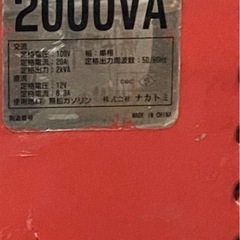 2000VA
交流
定格電圧：100V 相：単相
定格電流：20A 定格出力周波数：50/60Hz
定格出力：2kVA
直流
定格電圧：12V
定格電流：8.3A
使用燃料：無鉛ガソリン 株式会社 ナカトミ
製造番号
MADE IN CHINA